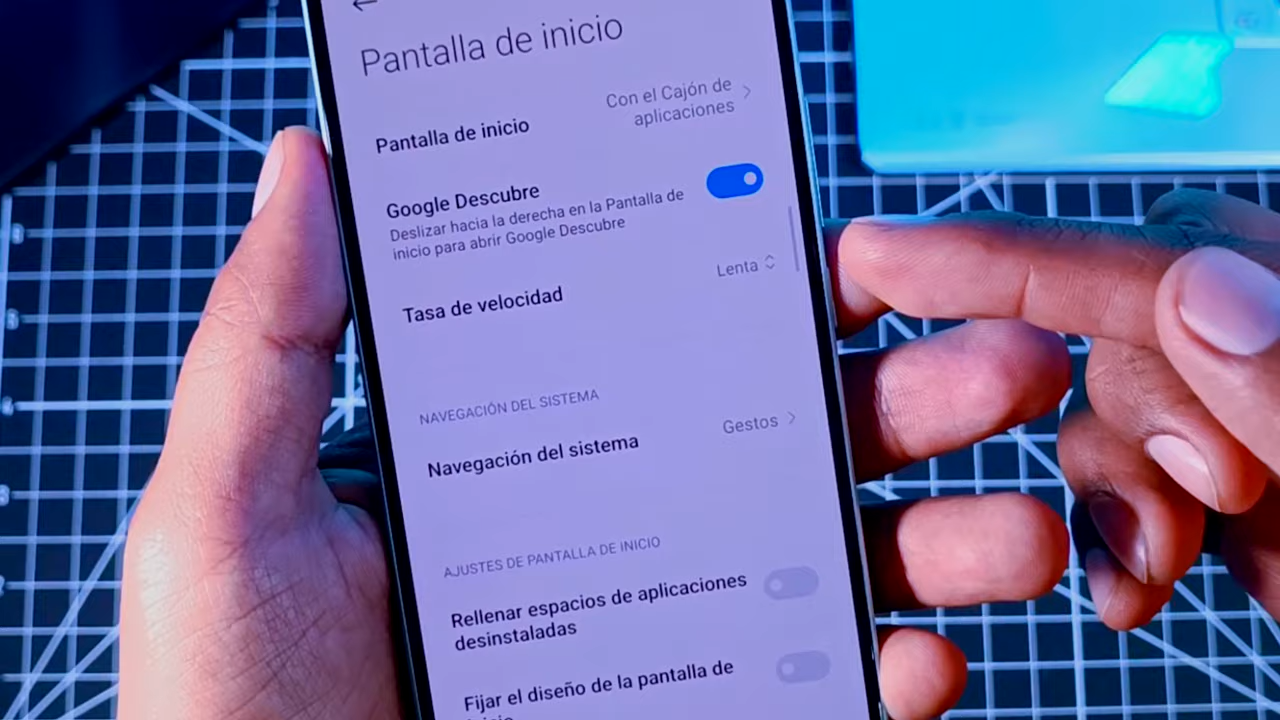 Pantalla de inicio
Pantalla de inicio
Con el Cajón de
aplicaciones
Google Descubre
Deslizar hacia la derecha en la Pantalla de
inicio para abrir Google Descubre
Tasa de velocidad
Lenta
NAVEGACIÓN DEL SISTEMA
Navegación del sistema
Gestos
AJUSTES DE PANTALLA DE INICIO
Rellenar espacios de aplicaciones
desinstaladas
Fijar el diseño de la pantalla de